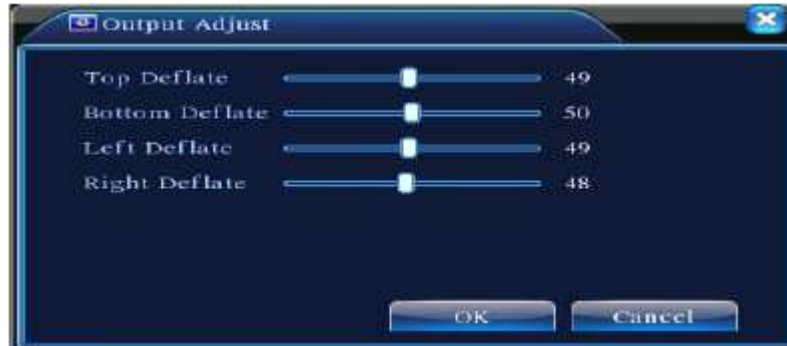 Output Adjust
Top Deflate 49
Bottom Deflate 50
Left Deflate 49
Right Deflate 48
OK Cancel